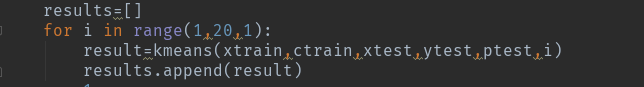 results=[]
for i in range(1,20,1):
result=kmeans(xtrain,ctrain,xtest,ytest,ptest,i)
results.append(result)